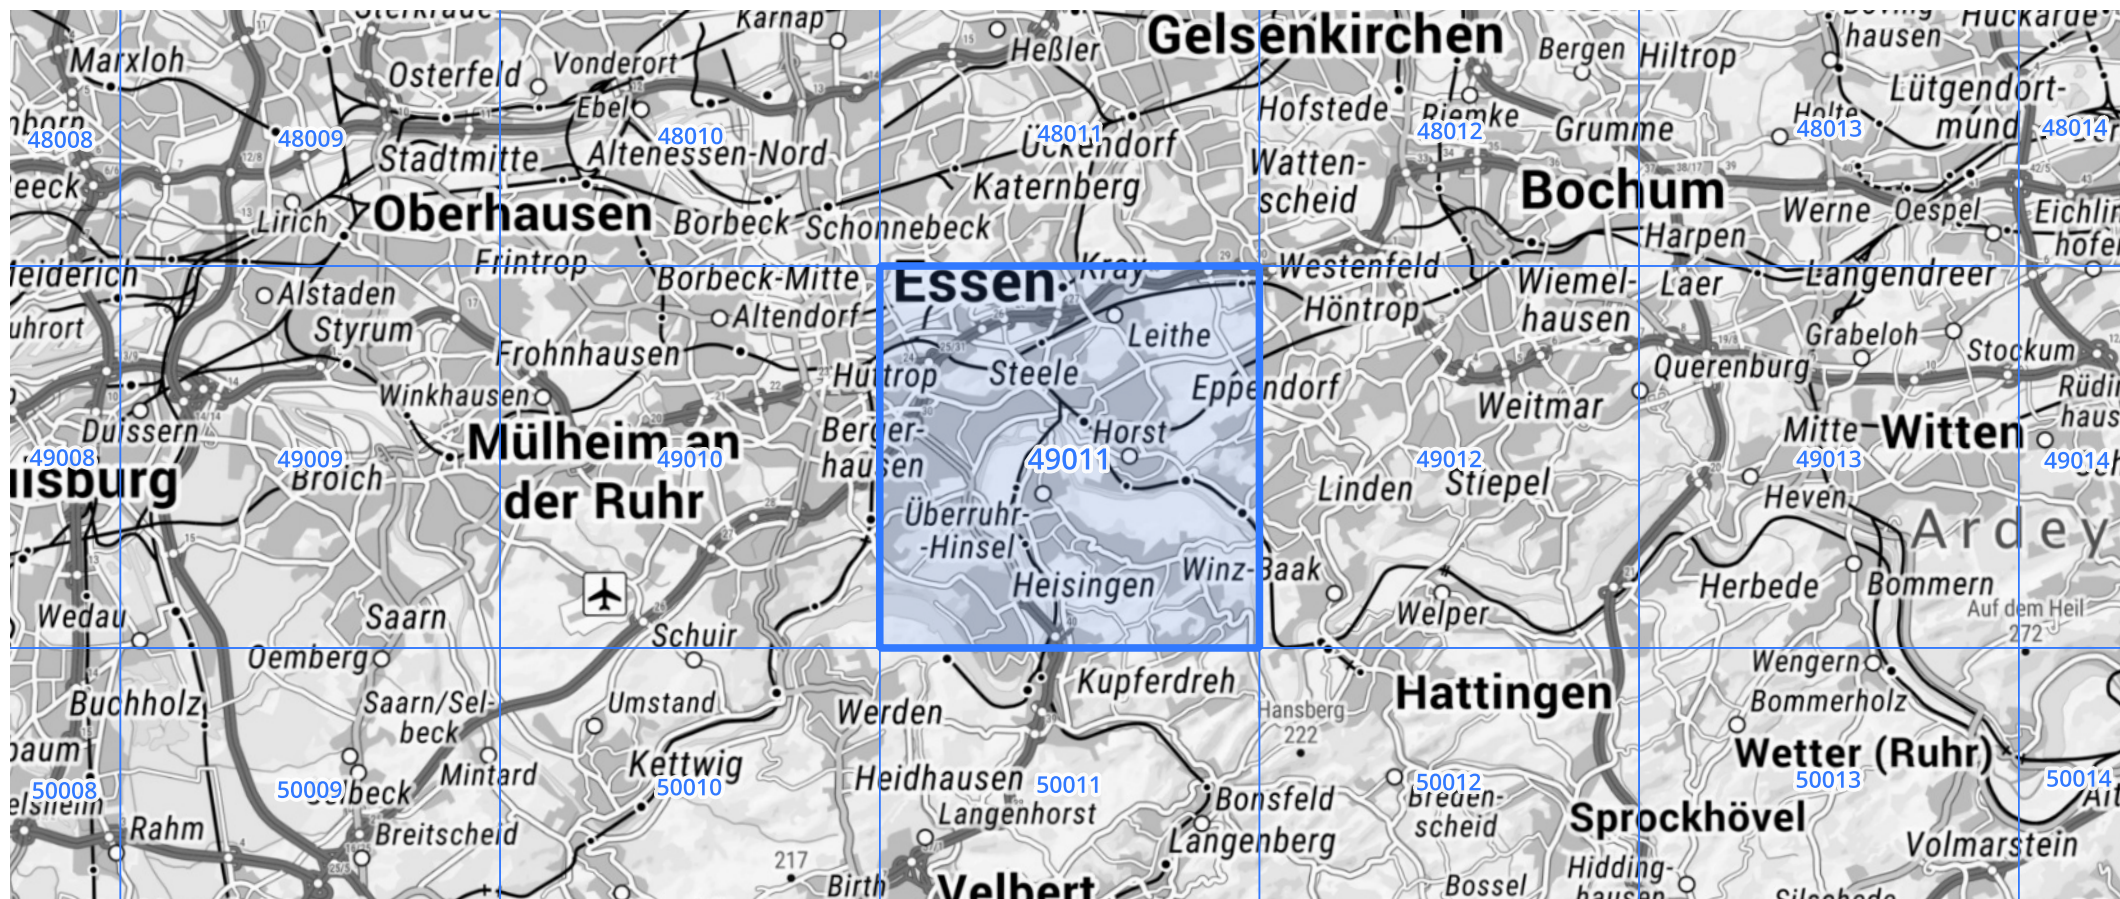 Karnap
Gelsenkirchen
Marxloh
Osterfeld
Vonderort
Heßler
Bergen
Hiltrop
hausen
Huckarde
Lütgendort-
mund
Ebel
Hofstede
Riemke
Holte
Grumme
48008
48009
48010
48011
48012
48013
48014
Stadtmitte
Altenessen-Nord
Ückendorf
Watten-
scheid
eeck
Katernberg
Bochum
Lirich
Oberhausen
Borbeck
Schonnebeck
Werne
Oespel
Harpen
Frintrop
Borbeck-Mitte
Essen
Kray
Westenfeld
Wiemel-
hausen
Laer
Langendreer
Alstaden
Styrum
Altendorf
Leithe
Höntrop
Grabeloh
Frohnhausen
Huttrop
Steele
Eppendorf
Querenburg
Stockum
Winkhausen
Weitmar
Duissern
Mülheim an
der Ruhr
Berger-
hausen
Horst
Mitte
Witten
49008
49009
49010
49011
49012
49013
49014
Broich
Linden
Stiepel
Heven
Überruhr-
-Hinsel
Ardey
Heisingen
Winz-
Baak
Welper
Herbede
Bommern
Wedau
Saarn
Schuir
Auf dem Heil
272
Oemberg
Wengern
Buchholz
Saarn/Sel-
beck
Umstand
Werden
Kupferdreh
Hansberg
222
Hattingen
Bommerholz
Mintard
Kettwig
Heidhausen
Wetter (Ruhr)
50008
50009
50010
50011
50012
50013
50014
Langenhorst
Bonsfeld
Breden-
scheid
Sprockhövel
Rahm
Breitscheid
Langenberg
Volmarstein
217
Birth
Velbert
Bossel
Hidding-
hausen